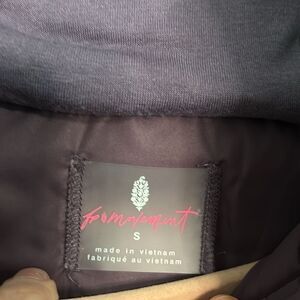 fp movement
S
made in vietnam
fabriqué au vietnam